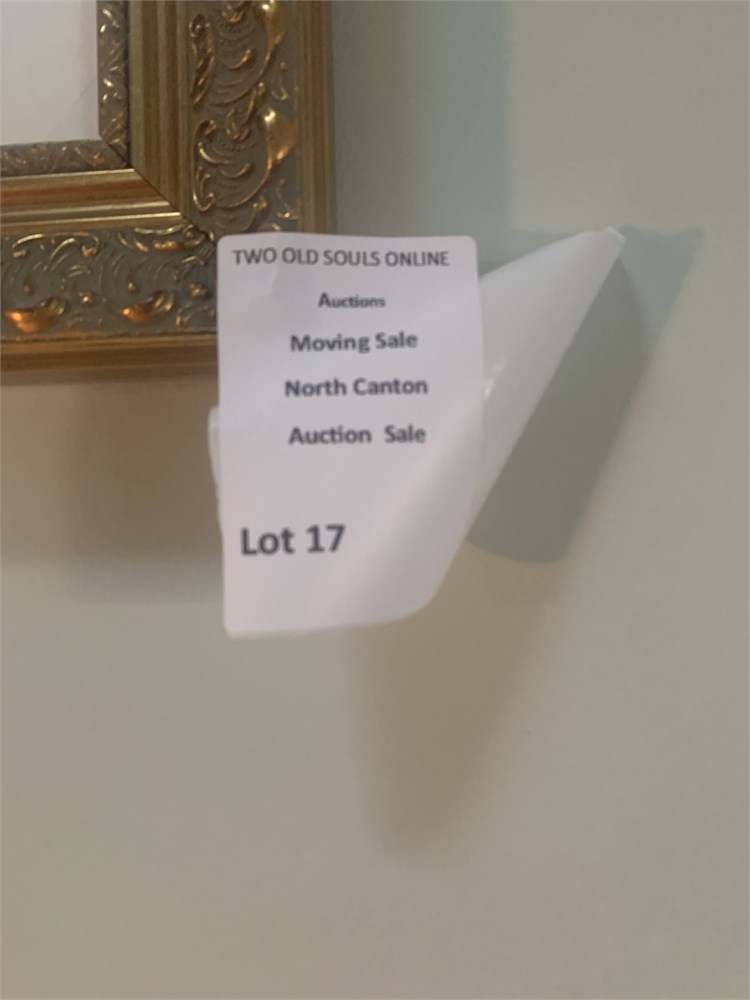 TWO OLD SOULS ONLINE
Auctions
Moving Sale
North Canton
Auction Sale
Lot 17